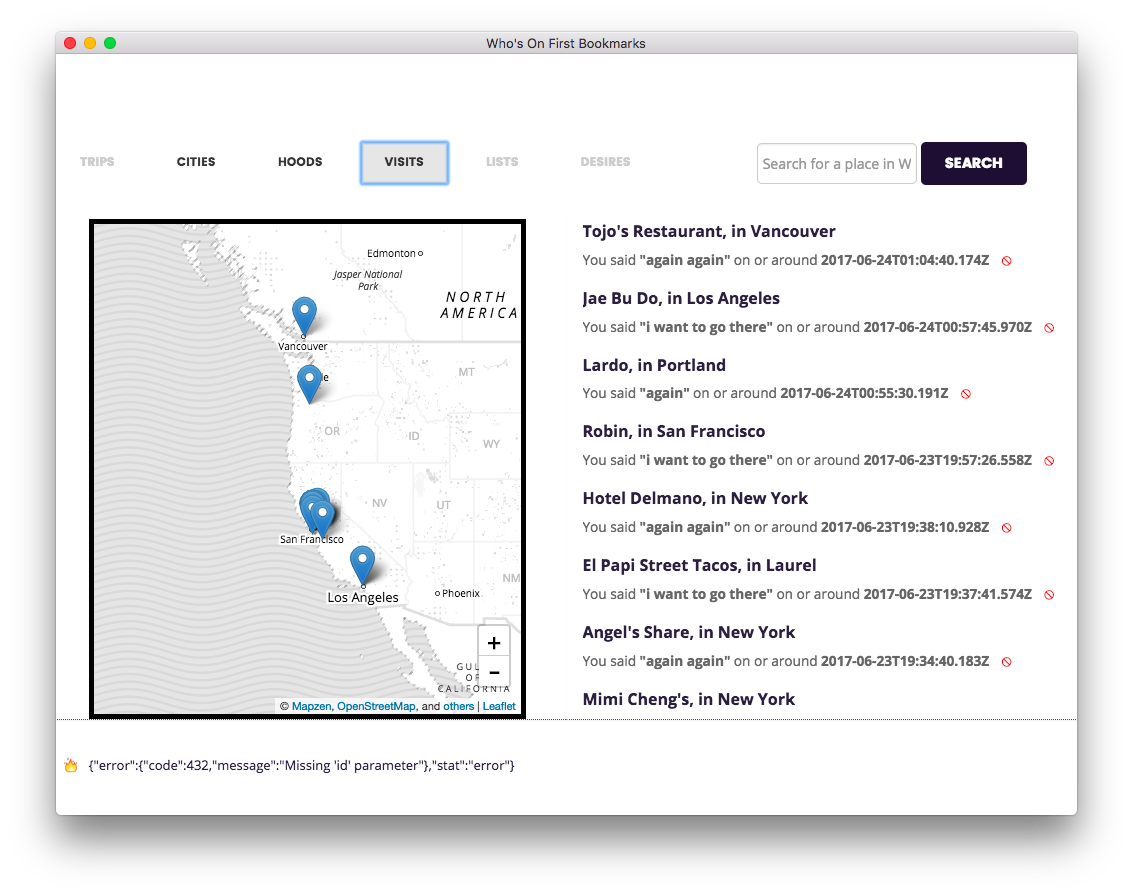 Who's On First Bookmarks
TRIPS CITIES HOODS VISITS LISTS DESIRES
Search for a place in W SEARCH
Edmonton
Jasper National
Park
NORTH
AMERICA
Vancouver
le
MT
OR
ID
WY
NV
UT
San Francisco
NM
Phoenix
Los Angeles
+
GUL
OF
−
CALIFORNIA
© Mapzen, OpenStreetMap, and others | Leaflet
Tojo's Restaurant, in Vancouver
You said "again again" on or around 2017-06-24T01:04:40.174Z
Jae Bu Do, in Los Angeles
You said "i want to go there" on or around 2017-06-24T00:57:45.970Z
Lardo, in Portland
You said "again" on or around 2017-06-24T00:55:30.191Z
Robin, in San Francisco
You said "i want to go there" on or around 2017-06-23T19:57:26.558Z
Hotel Delmano, in New York
You said "again again" on or around 2017-06-23T19:38:10.928Z
El Papi Street Tacos, in Laurel
You said "i want to go there" on or around 2017-06-23T19:37:41.574Z
Angel's Share, in New York
You said "again again" on or around 2017-06-23T19:34:40.183Z
Mimi Cheng's, in New York
{"error":{"code":432,"message":"Missing 'id' parameter"},"stat":"error"}